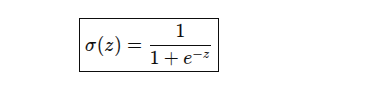 σ(z) = 1 / (1 + e^{-z})